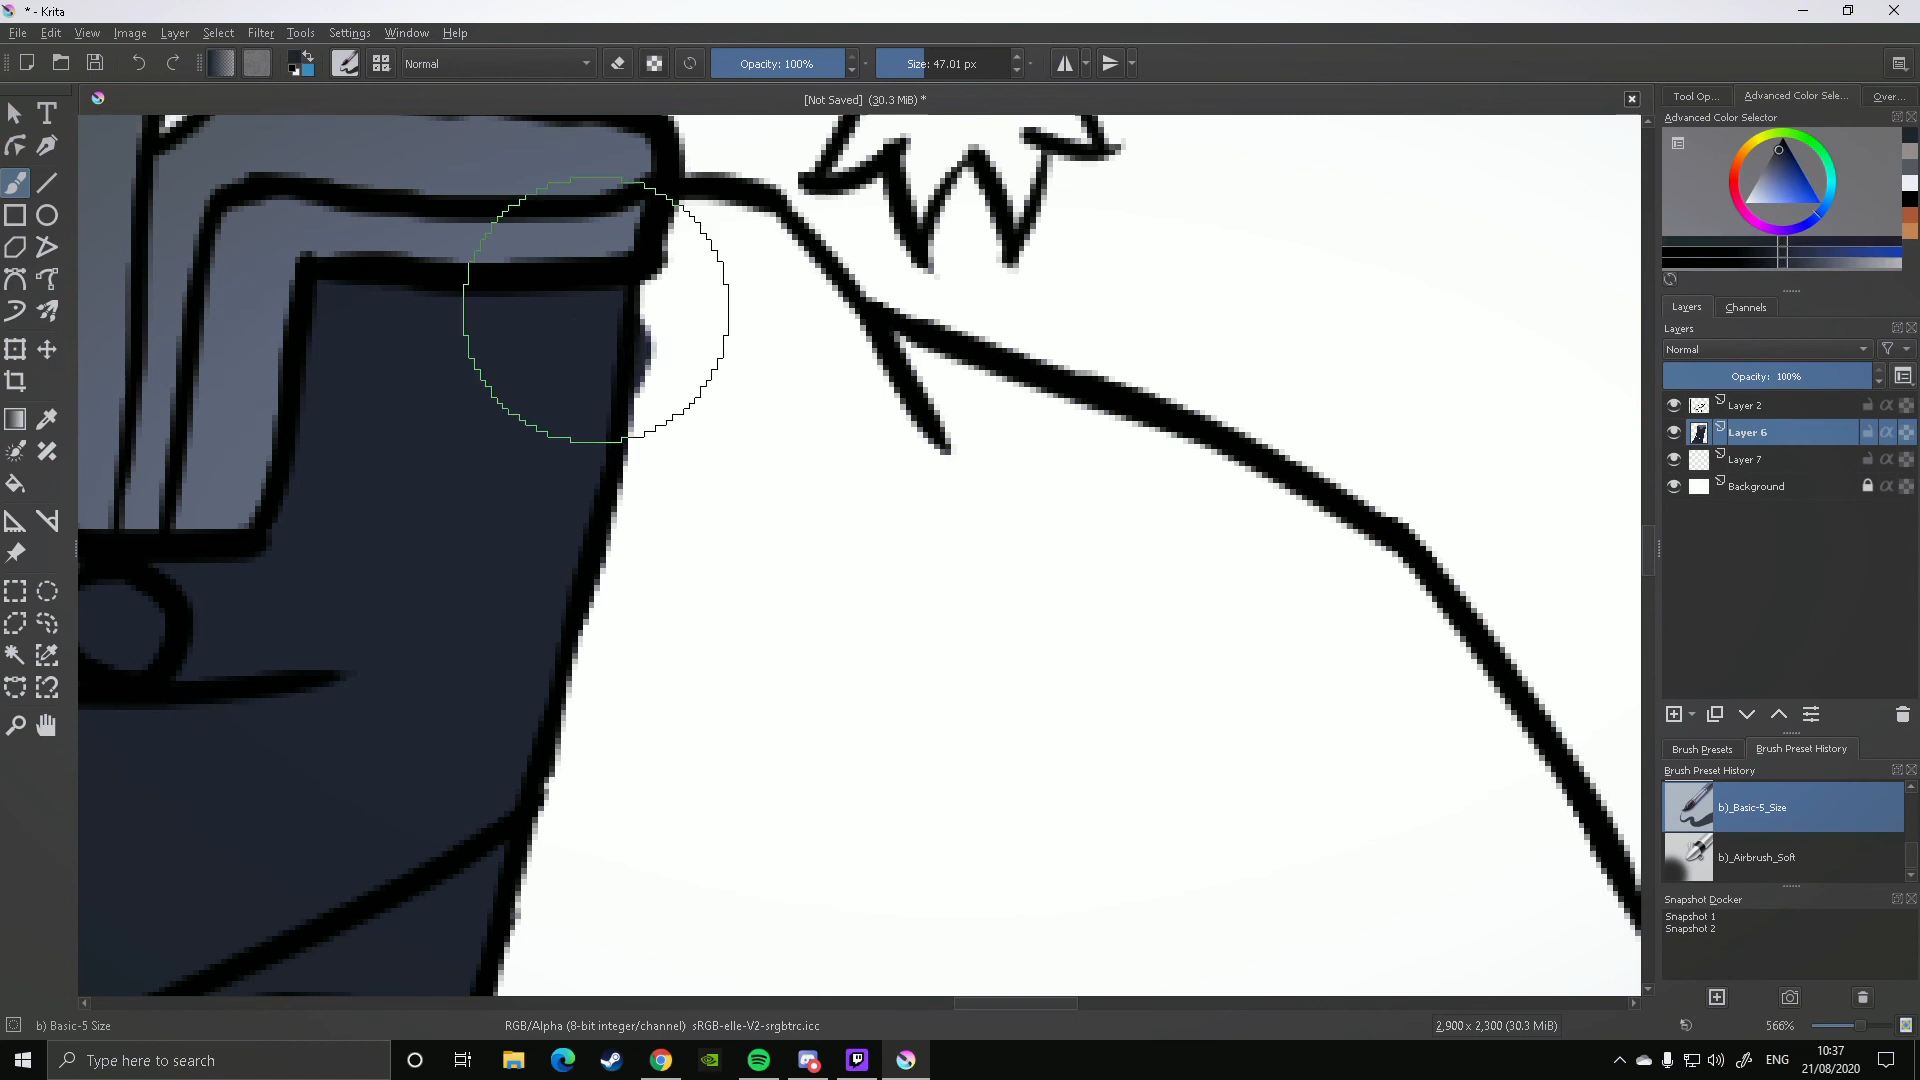 * - Krita
File Edit View Image Layer Select Filter Tools Settings Window Help
Normal Opacity: 100% Size: 47.01 px
[Not Saved] (30.3 MiB) *
Tool Op... Advanced Color Sele... Over...
Advanced Color Selector
Layers Channels
Layers
Normal
Opacity: 100%
Layer 2
Layer 6
Layer 7
Background
Brush Presets Brush Preset History
Brush Preset History
b)_Basic-5_Size
b)_Airbrush_Soft
Snapshot Docker
Snapshot 1
Snapshot 2
b) Basic-5 Size
RGB/Alpha (8-bit integer/channel) sRGB-elle-V2-srgbtrc.icc
2,900 x 2,300 (30.3 MiB)
566%
Type here to search
ENG
10:37
21/08/2020